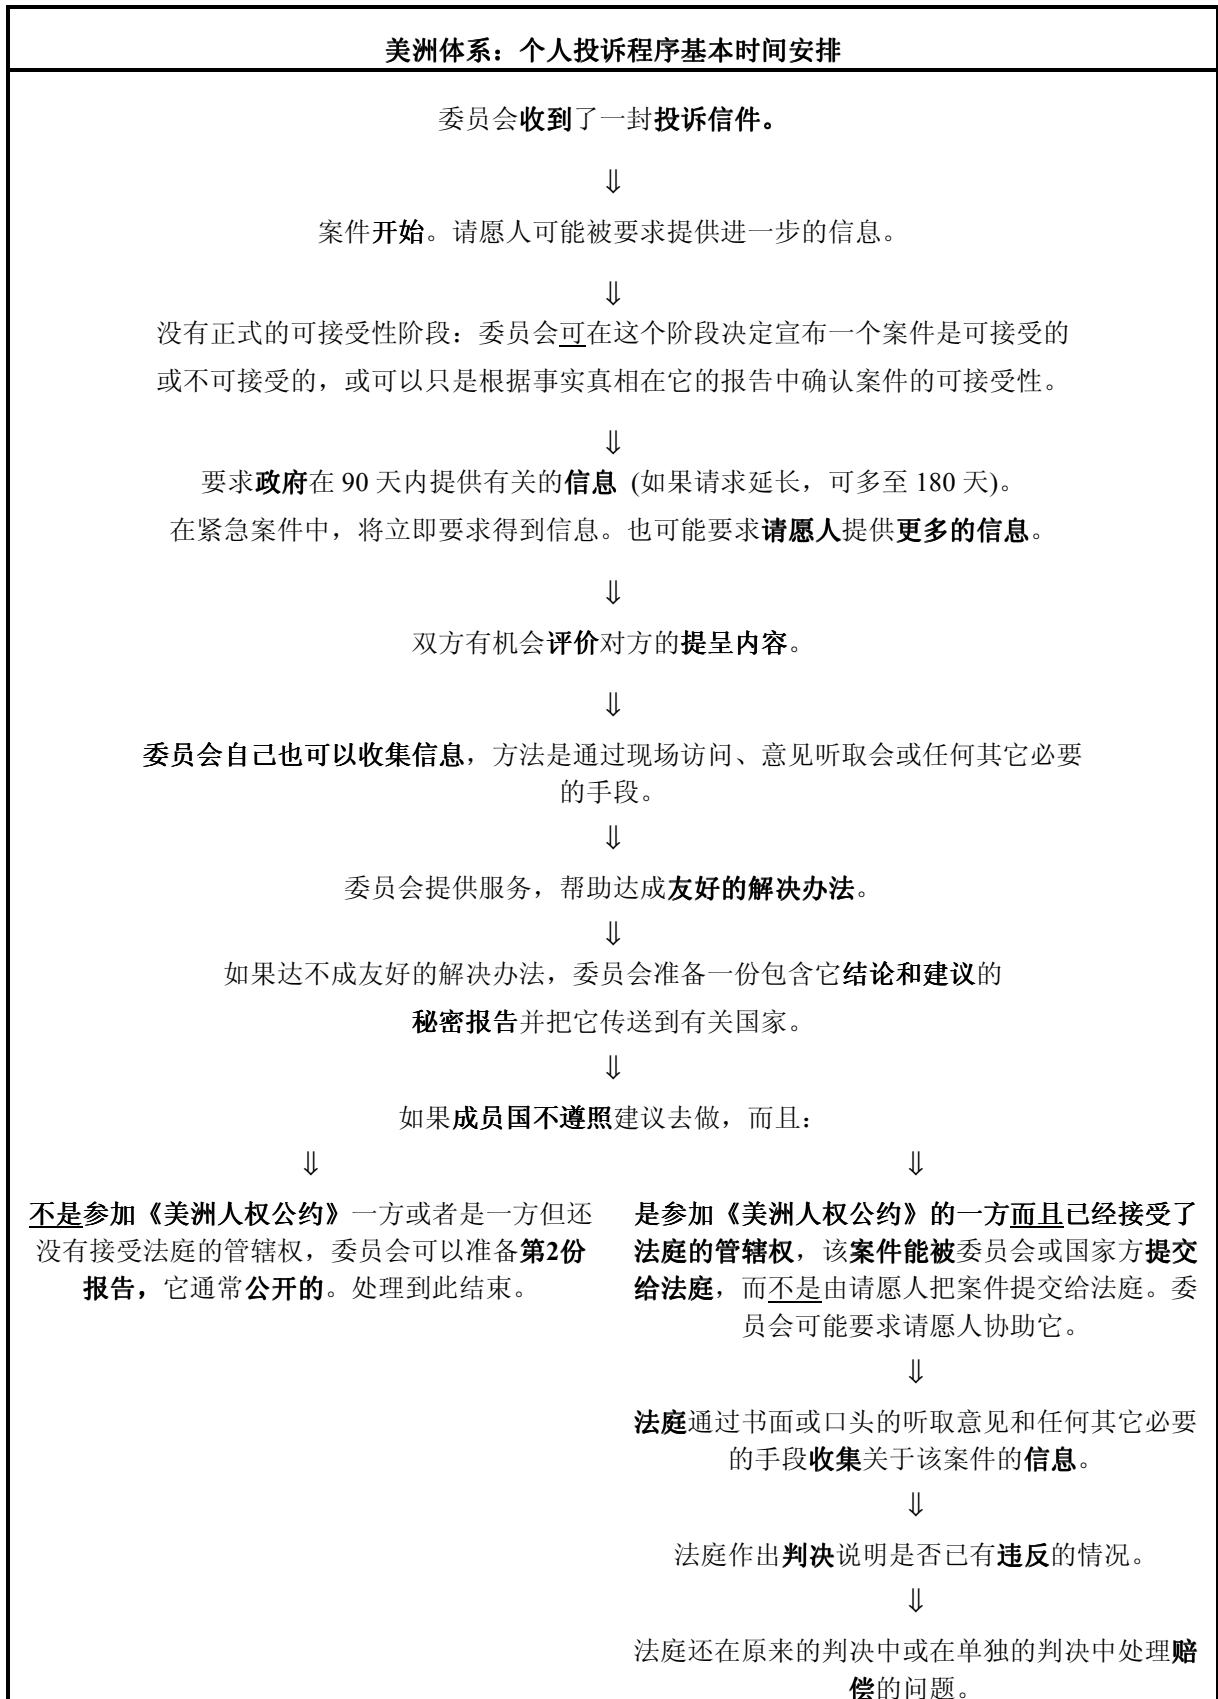 美洲体系：个人投诉程序基本时间安排
委员会收到了一封投诉信件。
⇓
案件开始。请愿人可能被要求提供进一步的信息。
⇓
没有正式的可接受性阶段：委员会可在这个阶段决定宣布一个案件是可接受的
或不可接受的，或可以只是根据事实真相在它的报告中确认案件的可接受性。
⇓
要求政府在 90 天内提供有关的信息 (如果请求延长，可多至 180 天)。
在紧急案件中，将立即要求得到信息。也可能要求请愿人提供更多的信息。
⇓
双方有机会评价对方的提呈内容。
⇓
委员会自己也可以收集信息，方法是通过现场访问、意见听取会或任何其它必要
的手段。
⇓
委员会提供服务，帮助达成友好的解决办法。
⇓
如果达不成友好的解决办法，委员会准备一份包含它结论和建议的
秘密报告并把它传送到有关国家。
⇓
如果成员国不遵照建议去做，而且：
⇓
不是参加《美洲人权公约》一方或者是一方但还
没有接受法庭的管辖权，委员会可以准备第2份
报告，它通常公开的。处理到此结束。
⇓
是参加《美洲人权公约》的一方而且已经接受了
法庭的管辖权，该案件能被委员会或国家方提交
给法庭，而不是由请愿人把案件提交给法庭。委
员会可能要求请愿人协助它。
⇓
法庭通过书面或口头的听取意见和任何其它必要
的手段收集关于该案件的信息。
⇓
法庭作出判决说明是否已有违反的情况。
⇓
法庭还在原来的判决中或在单独的判决中处理赔
偿的问题。